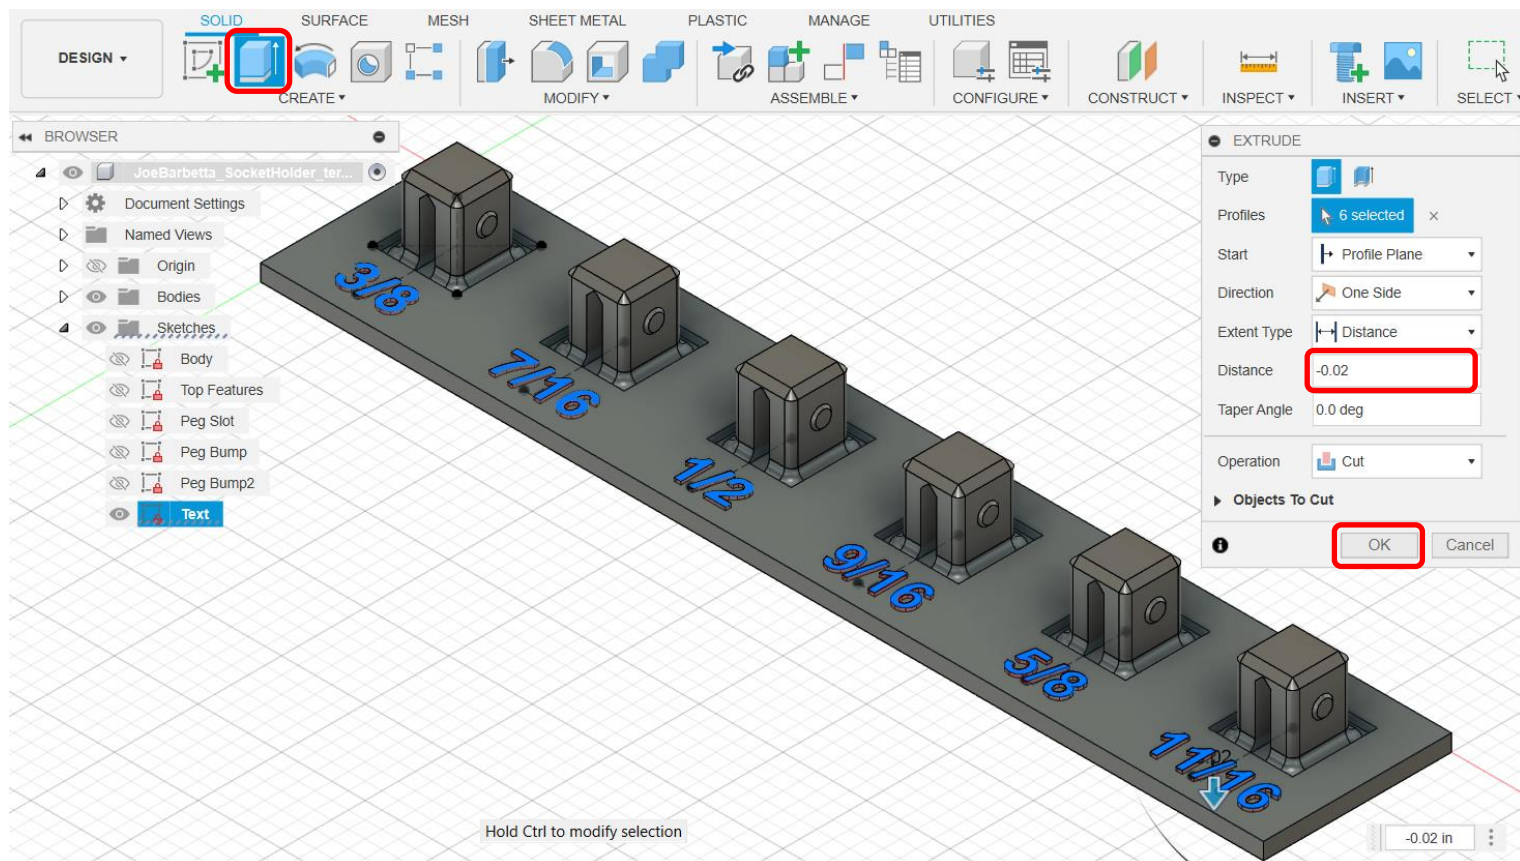 SOLID SURFACE MESH SHEET METAL PLASTIC MANAGE UTILITIES
DESIGN
CREATE MODIFY ASSEMBLE CONFIGURE CONSTRUCT INSPECT INSERT SELECT
BROWSER
JoeBarbetta_SocketHolder_ter...
Document Settings
Named Views
Origin
Bodies
Sketches
Body
Top Features
Peg Slot
Peg Bump
Peg Bump2
Text
3/8
7/16
1/2
9/16
5/8
11/16
EXTRUDE
Type
Profiles 6 selected ×
Start Profile Plane
Direction One Side
Extent Type Distance
Distance -0.02
Taper Angle 0.0 deg
Operation Cut
Objects To Cut
OK Cancel
Hold Ctrl to modify selection
-0.02 in